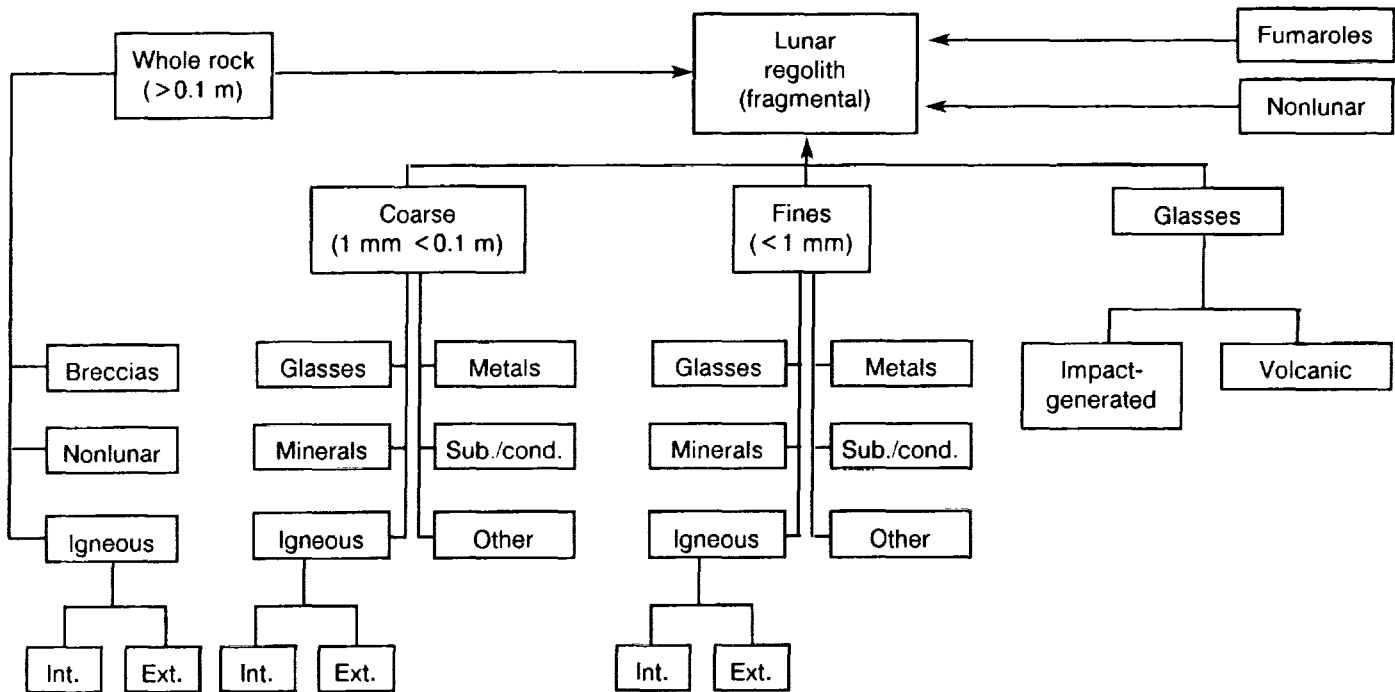 Whole rock
(>0.1 m)
Lunar
regolith
(fragmental)
Fumaroles
Nonlunar
Coarse
(1 mm <0.1 m)
Fines
(<1 mm)
Glasses
Breccias
Nonlunar
Igneous
Int.
Ext.
Glasses
Metals
Minerals
Sub./cond.
Igneous
Other
Int.
Ext.
Glasses
Metals
Minerals
Sub./cond.
Igneous
Other
Int.
Ext.
Impact-
generated
Volcanic